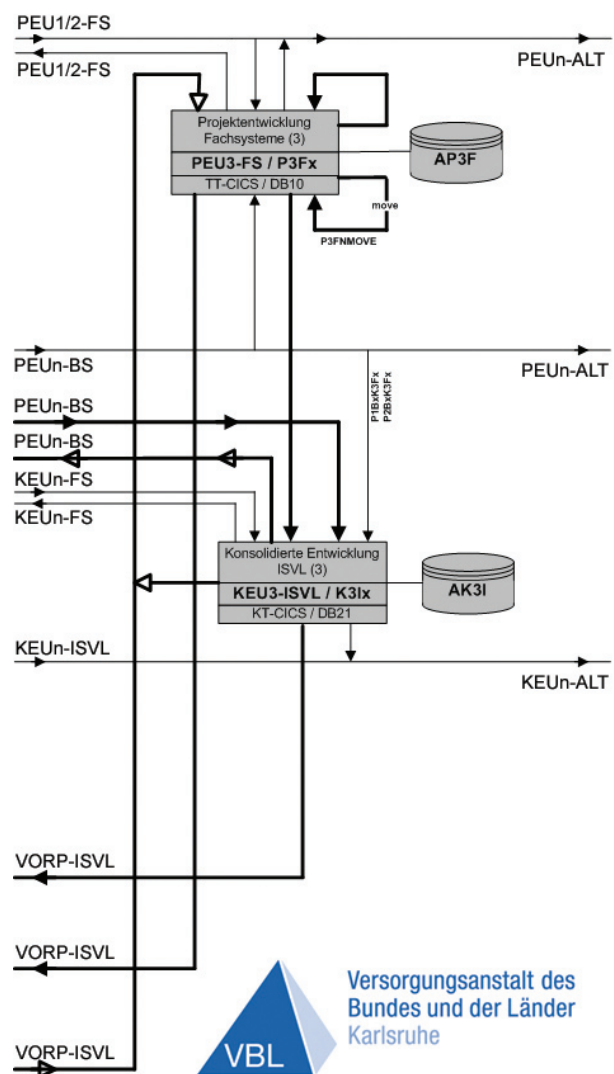 PEU1/2-FS
PEUn-ALT
PEU1/2-FS
Projektentwicklung
Fachsysteme (3)
PEU3-FS / P3Fx
TT-CICS / DB10
AP3F
move
P3FNMOVE
PEUn-BS
PEUn-ALT
P1BxK3Fx
P2BxK3Fx
PEUn-BS
PEUn-BS
KEUn-FS
KEUn-FS
Konsolidierte Entwicklung
ISVL (3)
KEU3-ISVL / K3Ix
KT-CICS / DB21
AK3I
KEUn-ISVL
KEUn-ALT
VORP-ISVL
VORP-ISVL
VORP-ISVL
VBL
Versorgungsanstalt des
Bundes und der Länder
Karlsruhe